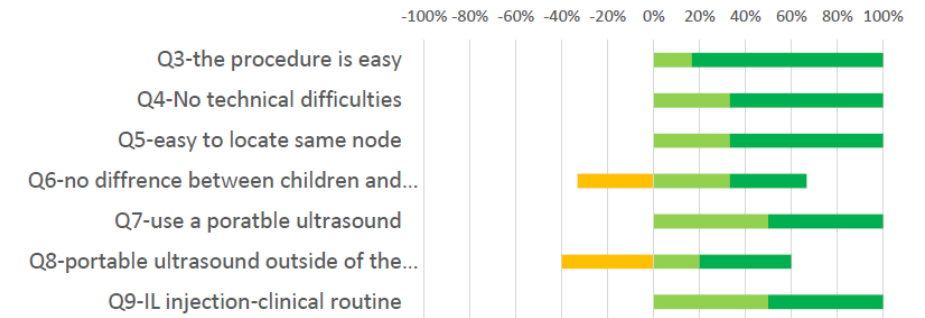 -100% -80% -60% -40% -20% 0% 20% 40% 60% 80% 100%
Q3-the procedure is easy
Q4-No technical difficulties
Q5-easy to locate same node
Q6-no diffrence between children and...
Q7-use a poratble ultrasound
Q8-portable ultrasound outside of the...
Q9-IL injection-clinical routine